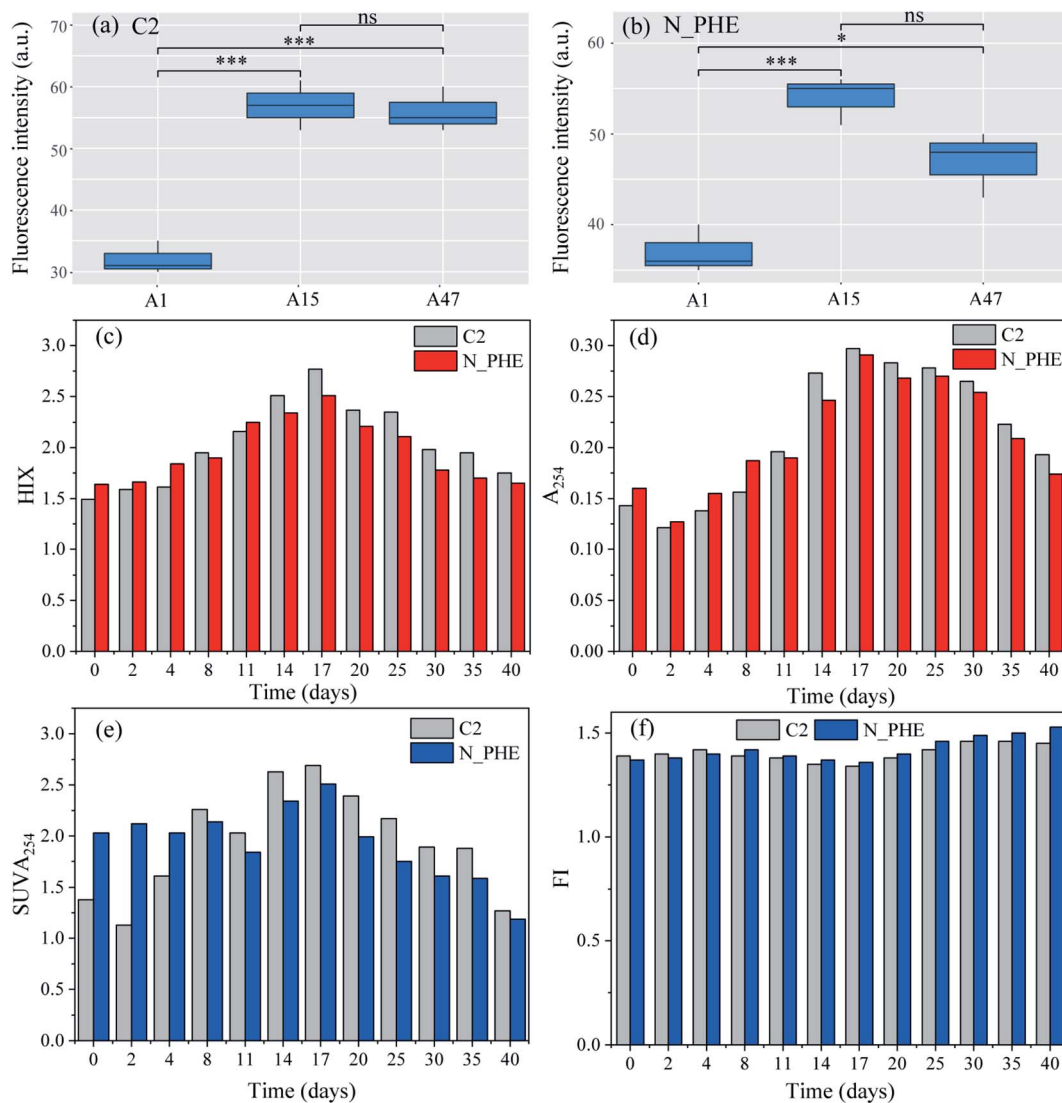 (a) C2
ns
***
***
Fluorescence intensity (a.u.)
70
60
50
40
30
A1 A15 A47
(b) N_PHE
ns
*
***
Fluorescence intensity (a.u.)
60
50
40
A1 A15 A47
(c)
C2
N_PHE
HIX
3.0
2.5
2.0
1.5
1.0
0.5
0.0
0 2 4 8 11 14 17 20 25 30 35 40
Time (days)
(d)
C2
N_PHE
A254
0.30
0.25
0.20
0.15
0.10
0.05
0.00
0 2 4 8 11 14 17 20 25 30 35 40
Time (days)
(e)
C2
N_PHE
SUVA254
3.0
2.5
2.0
1.5
1.0
0.5
0.0
0 2 4 8 11 14 17 20 25 30 35 40
Time (days)
(f)
C2 N_PHE
FI
1.5
1.0
0.5
0.0
0 2 4 8 11 14 17 20 25 30 35 40
Time (days)